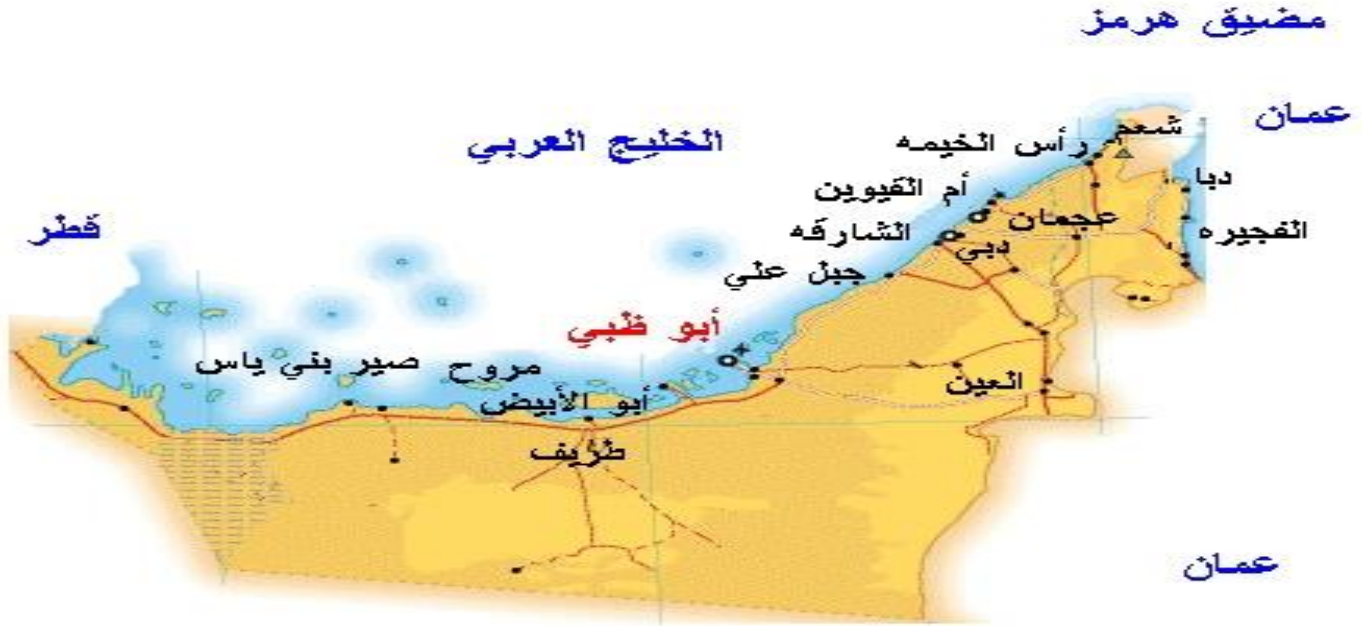 مضيق هرمز
عمان
شعم
رأس الخيمه
الخليج العربي
دبا
أم القيوين
عجمان
الفجيره
الشارقه
قطر
دبي
جبل علي
أبو ظبي
صير بني ياس
مروح
العين
أبو الأبيض
طريف
عمان